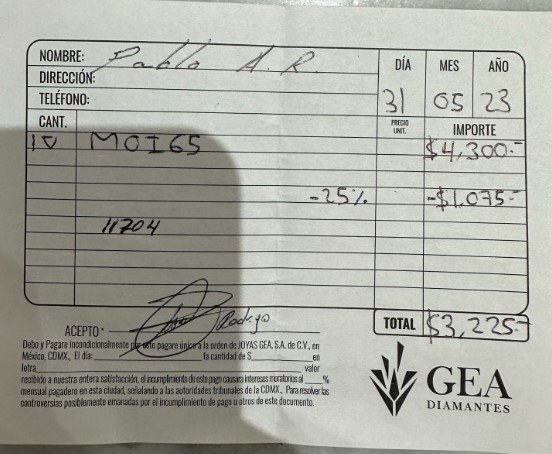 NOMBRE: Pablo A. R.
DIRECCIÓN:
TELÉFONO:
DÍA MES AÑO
31 05 23
CANT. PRECIO UNIT. IMPORTE
10 MOI65 $4,300.-
-25% -$1,075-
11704
Rodrigo
ACEPTO *
TOTAL $3,225-
Debo y Pagare incondicionalmente por este pagare único a la orden de JOYAS GEA, S.A. DE C.V., en
México, CDMX., El día: la cantidad de $ en
letra valor
recibido a nuestra entera satisfacción, el incumplimiento de este pago causara intereses moratorios al %
mensual pagadero en esta ciudad, señalando a las autoridades tribunales de la CDMX,. Para resolver las
controversias posiblemente emanadas por el incumplimiento de pago u otros de este documento.
GEA
DIAMANTES